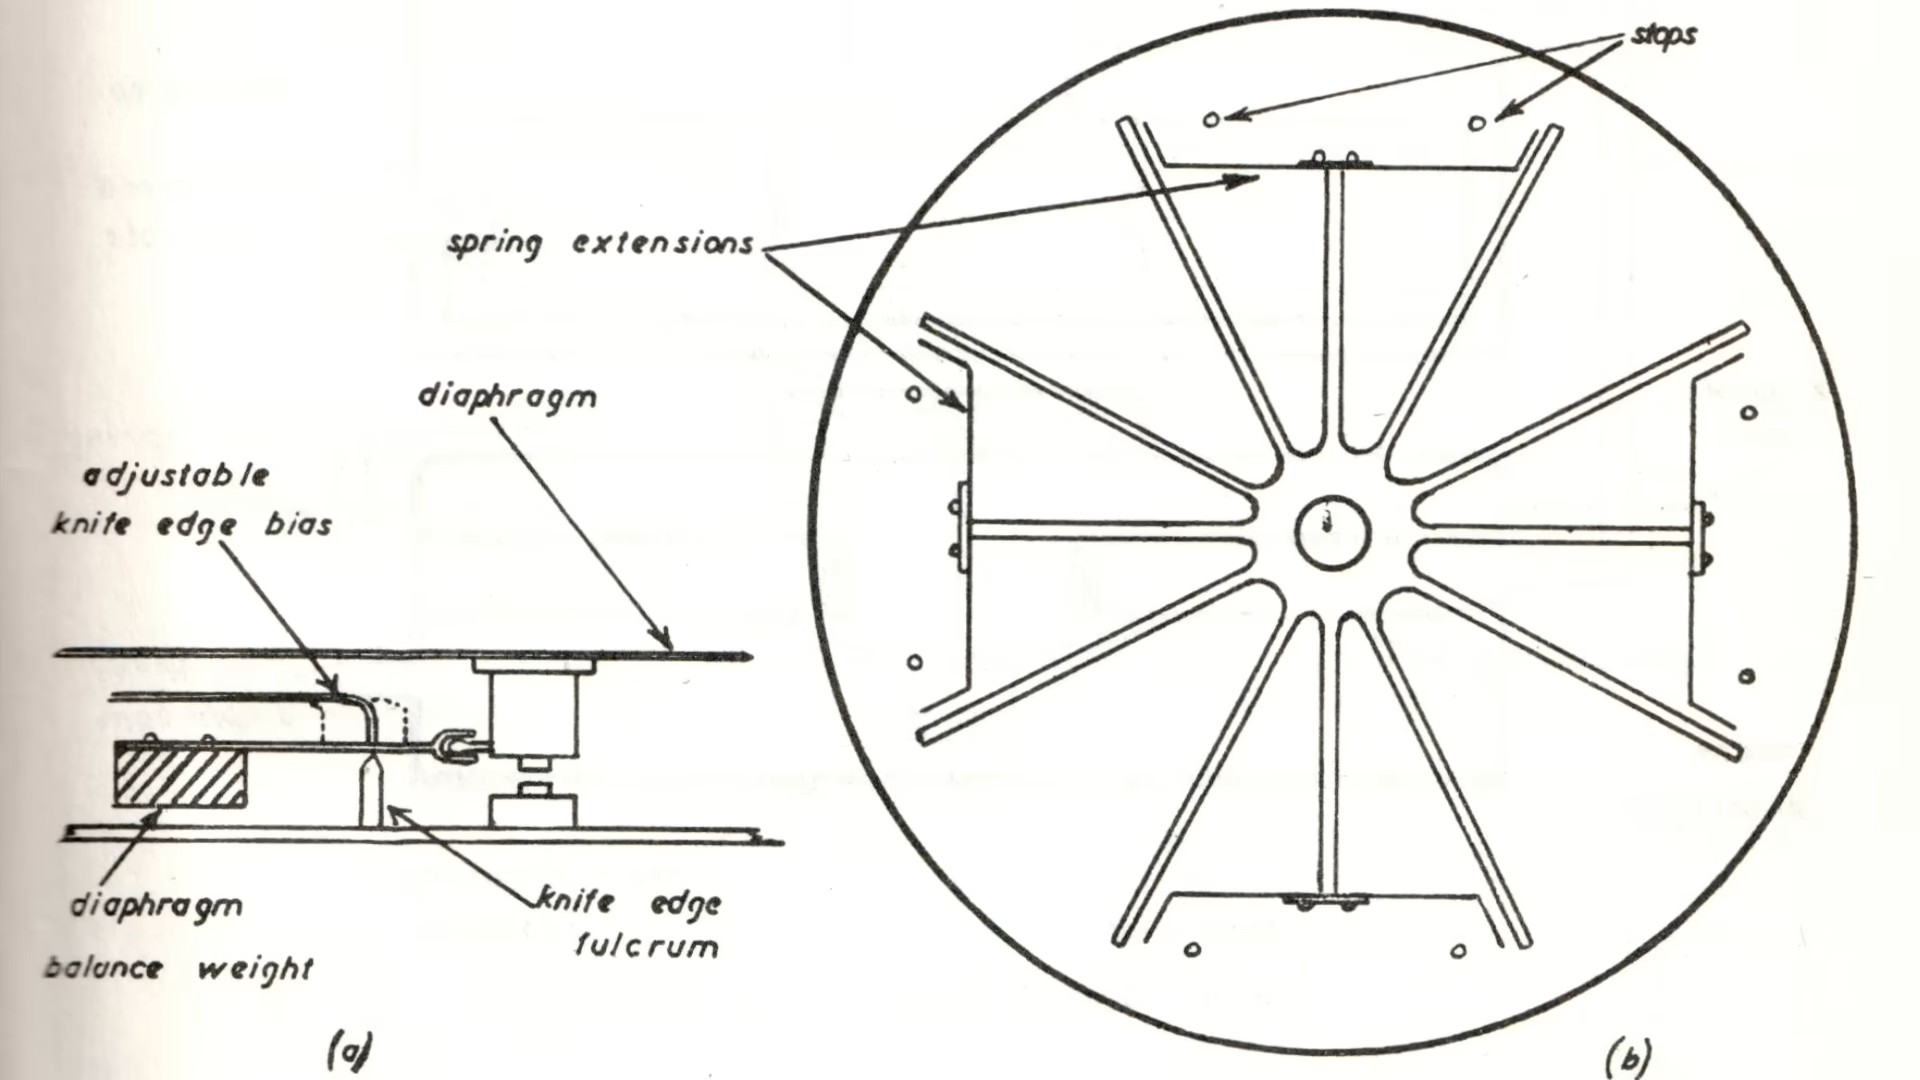 stops
spring extensions
diaphragm
adjustable
knife edge bias
diaphragm
balance weight
knife edge
fulcrum
(a)
(b)